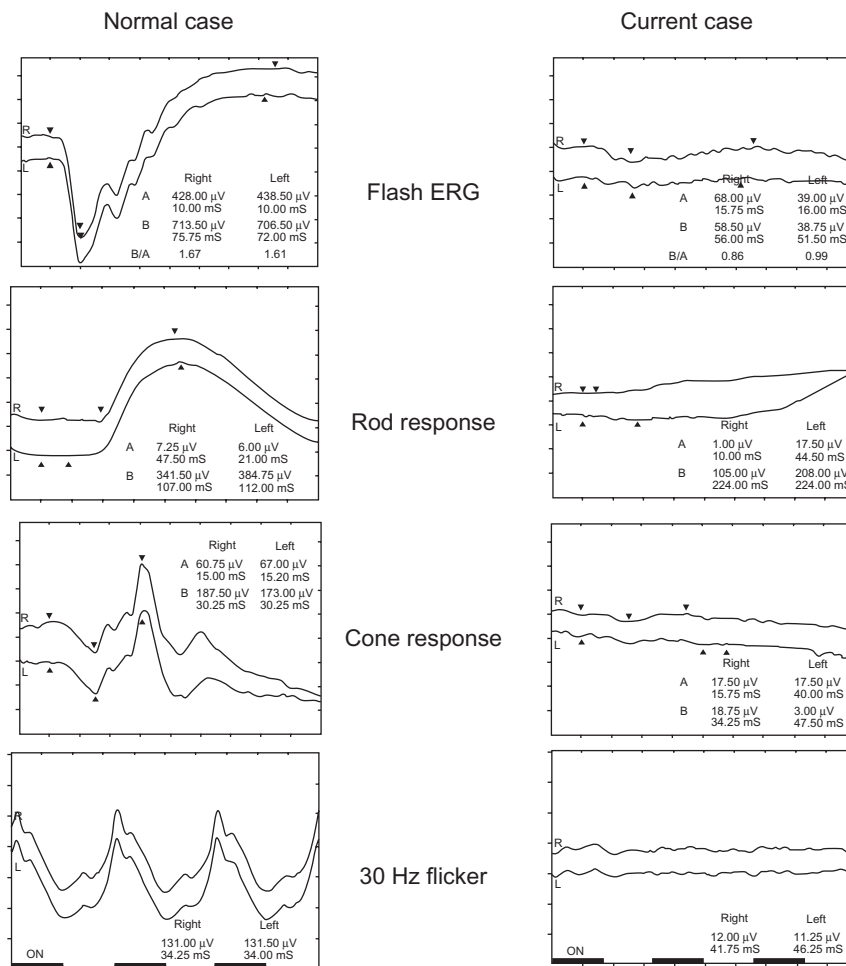 Normal case
Current case
R
L
Right Left
A 428.00 μV 438.50 μV
10.00 mS 10.00 mS
B 713.50 μV 706.50 μV
75.75 mS 72.00 mS
B/A 1.67 1.61
Flash ERG
R
L
Right Left
A 68.00 μV 39.00 μV
15.75 mS 16.00 mS
B 58.50 μV 38.75 μV
56.00 mS 51.50 mS
B/A 0.86 0.99
R
L
Right Left
A 7.25 μV 6.00 μV
47.50 mS 21.00 mS
B 341.50 μV 384.75 μV
107.00 mS 112.00 mS
Rod response
R
L
Right Left
A 1.00 μV 17.50 μV
10.00 mS 44.50 mS
B 105.00 μV 208.00 μV
224.00 mS 224.00 mS
Right Left
A 60.75 μV 67.00 μV
15.00 mS 15.20 mS
B 187.50 μV 173.00 μV
30.25 mS 30.25 mS
R
L
Cone response
R
L
Right Left
A 17.50 μV 17.50 μV
15.75 mS 40.00 mS
B 18.75 μV 3.00 μV
34.25 mS 47.50 mS
R
L
Right Left
131.00 μV 131.50 μV
34.25 mS 34.00 mS
ON
30 Hz flicker
R
L
Right Left
12.00 μV 11.25 μV
41.75 mS 46.25 mS
ON